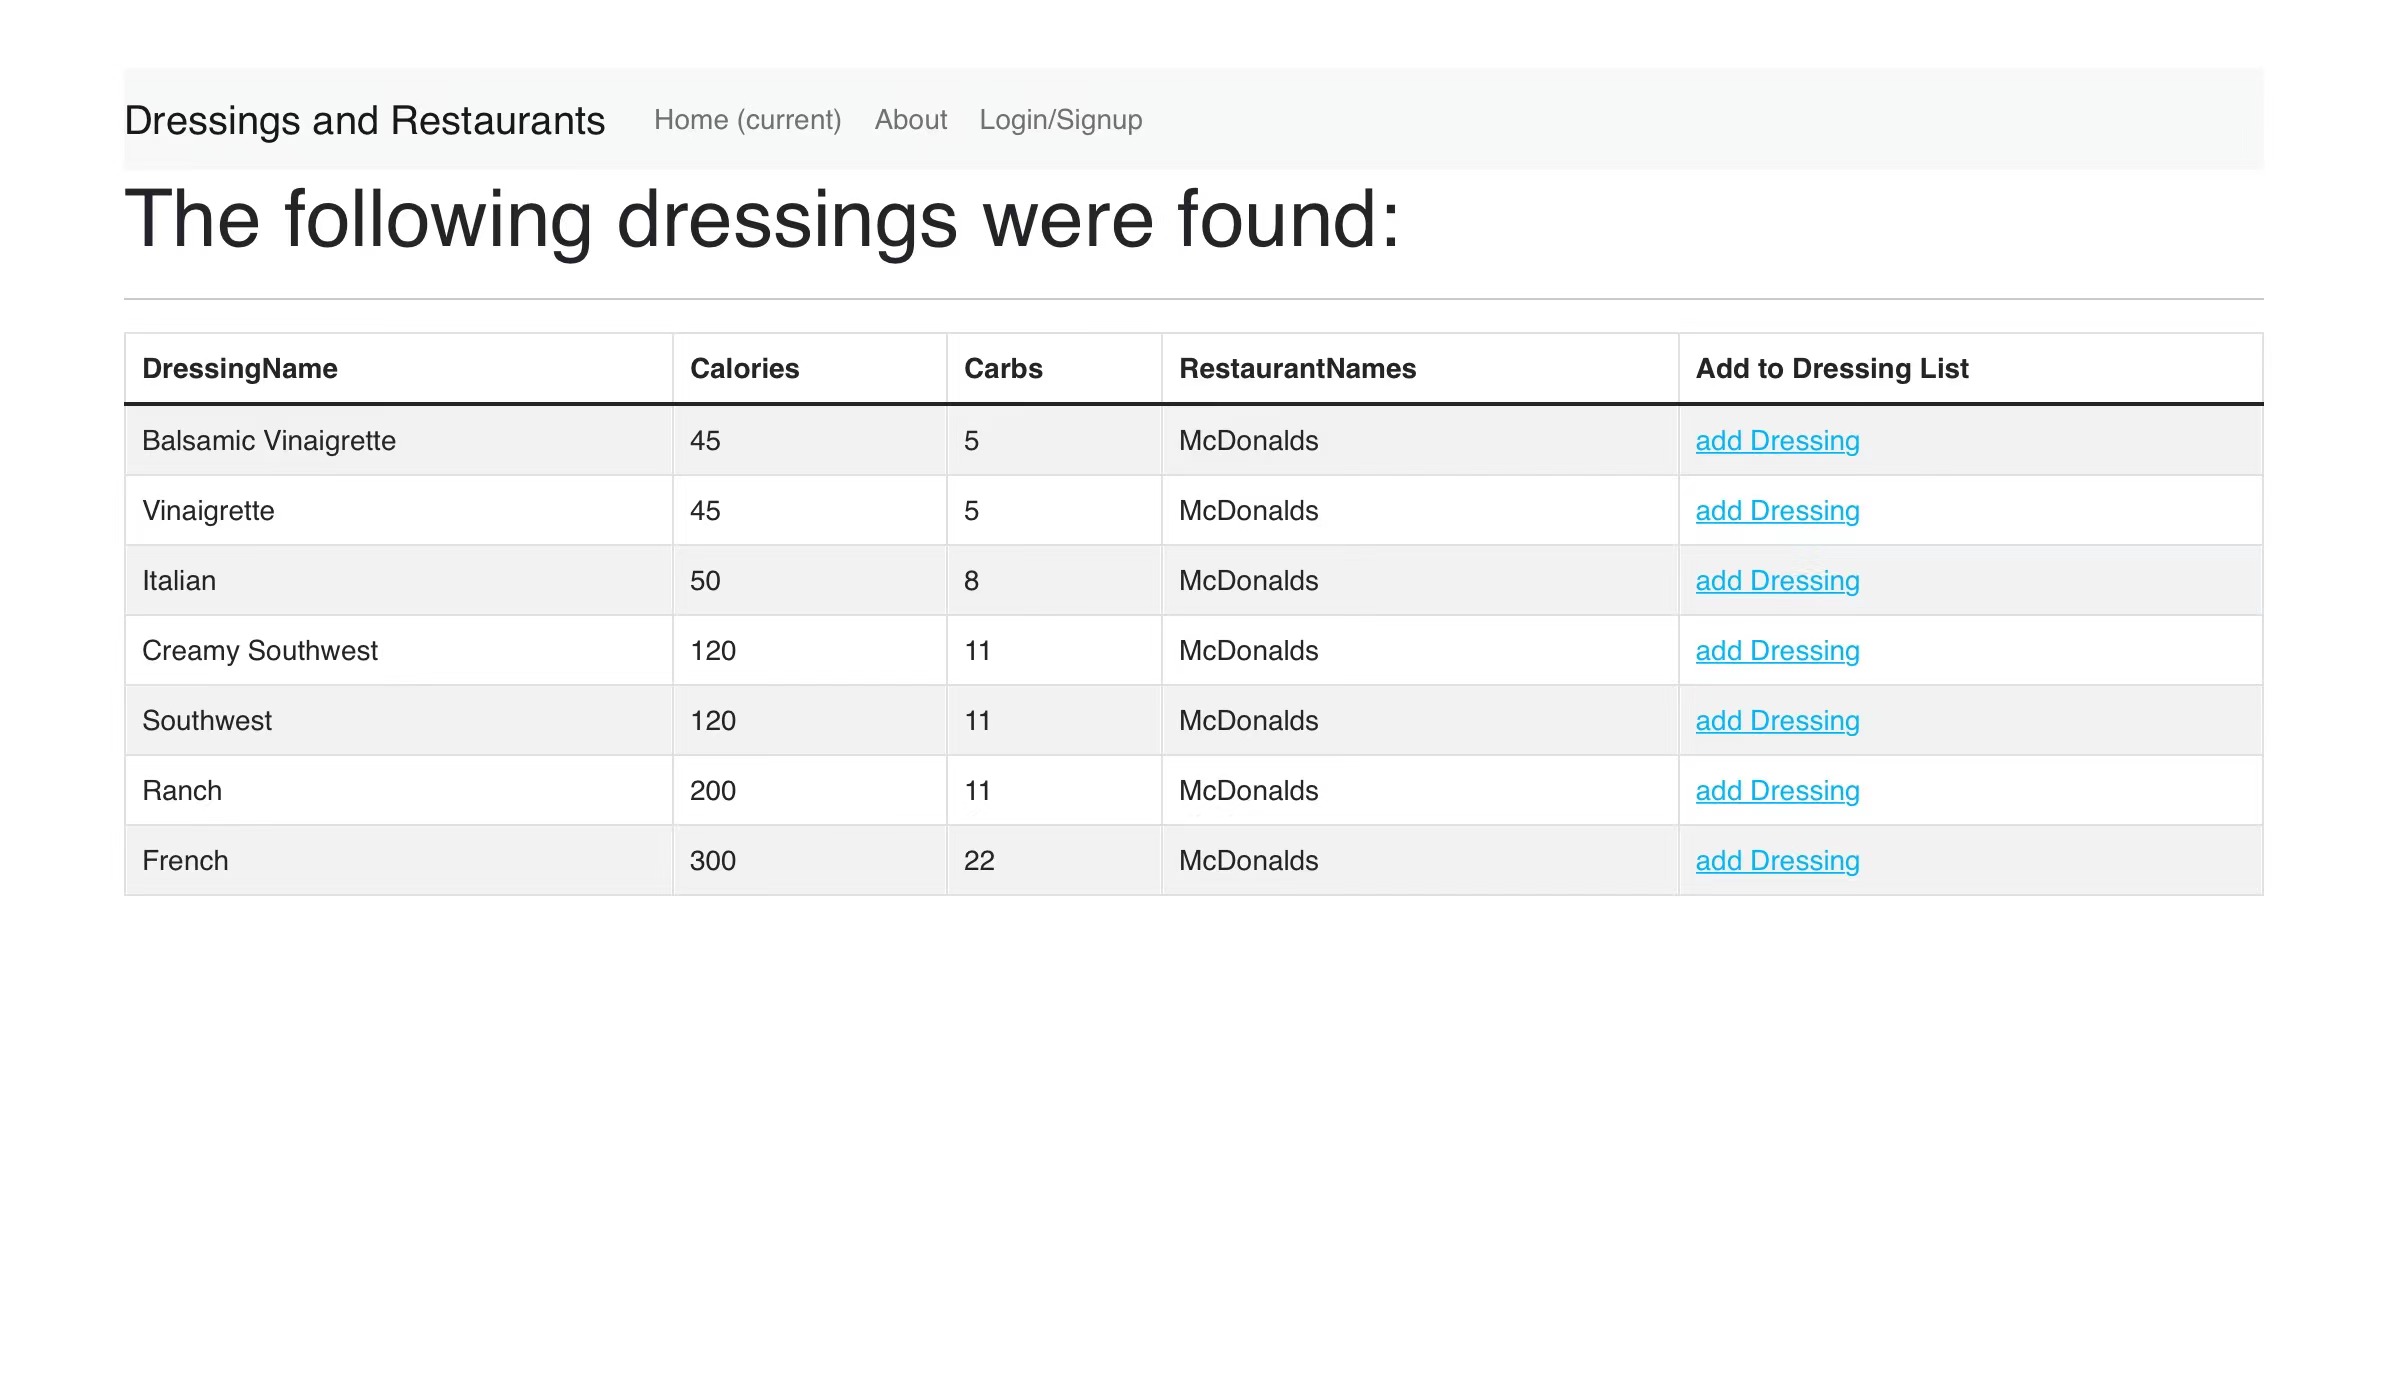 Dressings and Restaurants Home (current) About Login/Signup
The following dressings were found:
DressingName Calories Carbs RestaurantNames Add to Dressing List
Balsamic Vinaigrette 45 5 McDonalds add Dressing
Vinaigrette 45 5 McDonalds add Dressing
Italian 50 8 McDonalds add Dressing
Creamy Southwest 120 11 McDonalds add Dressing
Southwest 120 11 McDonalds add Dressing
Ranch 200 11 McDonalds add Dressing
French 300 22 McDonalds add Dressing